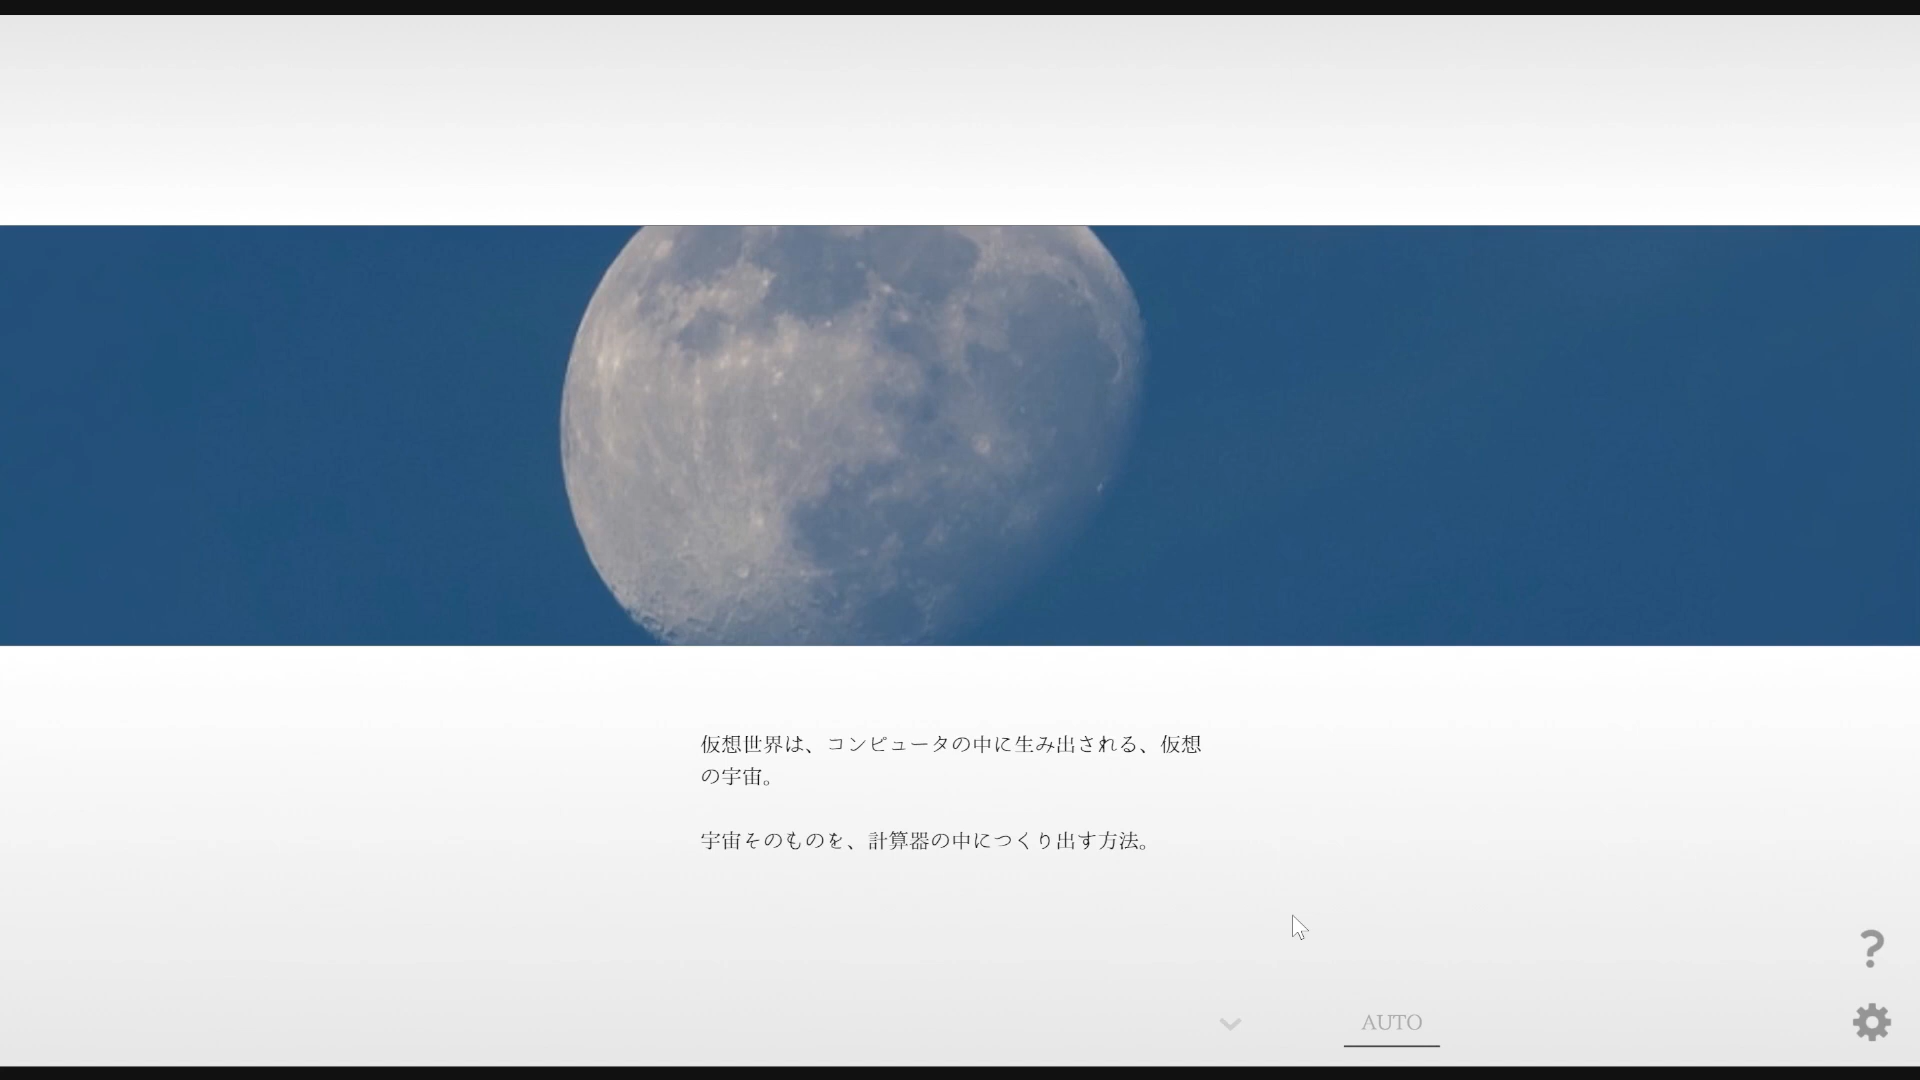 仮想世界は、コンピュータの中に生み出される、仮想
の宇宙。
宇宙そのものを、計算器の中につくり出す方法。
?
AUTO